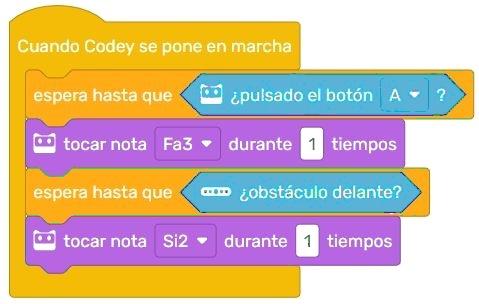 Cuando Codey se pone en marcha
espera hasta que ¿pulsado el botón A ?
tocar nota Fa3 durante 1 tiempos
espera hasta que ¿obstáculo delante?
tocar nota Si2 durante 1 tiempos